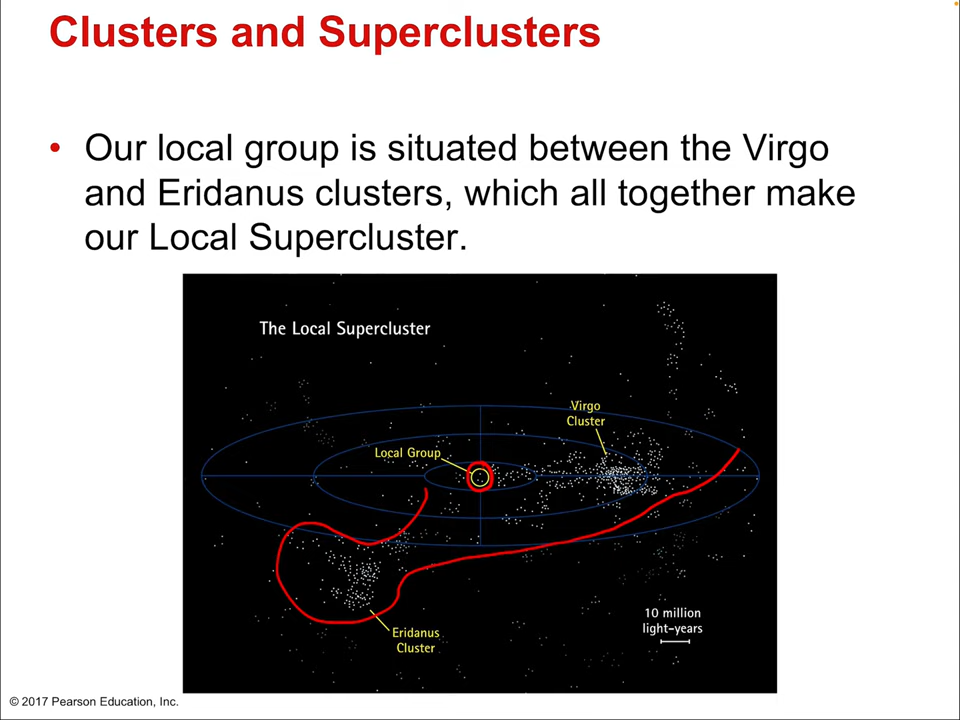 Clusters and Superclusters
• Our local group is situated between the Virgo
and Eridanus clusters, which all together make
our Local Supercluster.
The Local Supercluster
Virgo
Cluster
Local Group
10 million
light-years
Eridanus
Cluster
© 2017 Pearson Education, Inc.